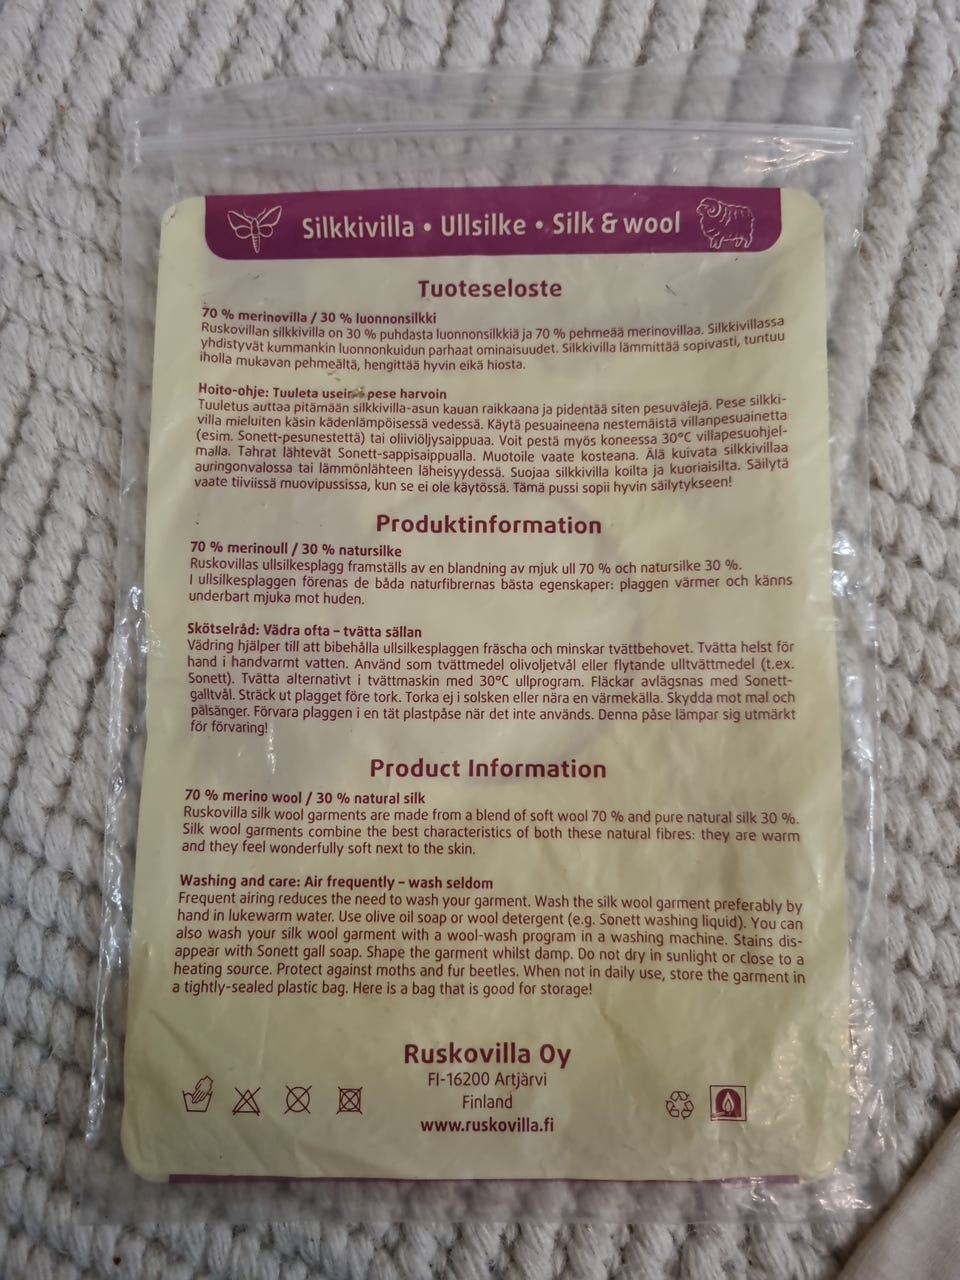 Silkkivilla • Ullsilke • Silk & wool
Tuoteseloste
70 % merinovilla / 30 % luonnonsilkki
Ruskovillan silkkivilla on 30 % puhdasta luonnonsilkkiä ja 70 % pehmeää merinovillaa. Silkkivillassa
yhdistyvät kummankin luonnonkuidun parhaat ominaisuudet. Silkkivilla lämmittää sopivasti, tuntuu
iholla mukavan pehmeältä, hengittää hyvin eikä hiosta.
Hoito-ohje: Tuuleta usein pese harvoin
Tuuletus auttaa pitämään silkkivilla-asun kauan raikkaana ja pidentää siten pesuvälejä. Pese silkki-
villa mieluiten käsin kädenlämpöisessä vedessä. Käytä pesuaineena nestemäistä villanpesuainetta
(esim. Sonett-pesunestettä) tai oliiviöljysaippuaa. Voit pestä myös koneessa 30°C villapesuohjel-
malla. Tahrat lähtevät Sonett-sappisaippualla. Muotoile vaate kosteana. Älä kuivata silkkivillaa
auringonvalossa tai lämmönlähteen läheisyydessä. Suojaa silkkivilla koilta ja kuoriaisilta. Säilytä
vaate tiiviissä muovipussissa, kun se ei ole käytössä. Tämä pussi sopii hyvin säilytykseen!
Produktinformation
70 % merinoull / 30 % natursilke
Ruskovillas ullsilkesplagg framställs av en blandning av mjuk ull 70 % och natursilke 30 %.
I ullsilkesplaggen förenas de båda naturfibrernas bästa egenskaper: plaggen värmer och känns
underbart mjuka mot huden.
Skötselråd: Vädra ofta – tvätta sällan
Vädring hjälper till att bibehålla ullsilkesplaggen fräscha och minskar tvättbehovet. Tvätta helst för
hand i handvarmt vatten. Använd som tvättmedel olivoljetvål eller flytande ulltvättmedel (t.ex.
Sonett). Tvätta alternativt i tvättmaskin med 30°C ullprogram. Fläckar avlägsnas med Sonett-
galltvål. Sträck ut plagget före tork. Torka ej i solsken eller nära en värmekälla. Skydda mot mal och
pälsänger. Förvara plaggen i en tät plastpåse när det inte används. Denna påse lämpar sig utmärkt
för förvaring!
Product Information
70 % merino wool / 30 % natural silk
Ruskovilla silk wool garments are made from a blend of soft wool 70 % and pure natural silk 30 %.
Silk wool garments combine the best characteristics of both these natural fibres: they are warm
and they feel wonderfully soft next to the skin.
Washing and care: Air frequently – wash seldom
Frequent airing reduces the need to wash your garment. Wash the silk wool garment preferably by
hand in lukewarm water. Use olive oil soap or wool detergent (e.g. Sonett washing liquid). You can
also wash your silk wool garment with a wool-wash program in a washing machine. Stains dis-
appear with Sonett gall soap. Shape the garment whilst damp. Do not dry in sunlight or close to a
heating source. Protect against moths and fur beetles. When not in daily use, store the garment in
a tightly-sealed plastic bag. Here is a bag that is good for storage!
Ruskovilla Oy
FI-16200 Artjärvi
Finland
www.ruskovilla.fi